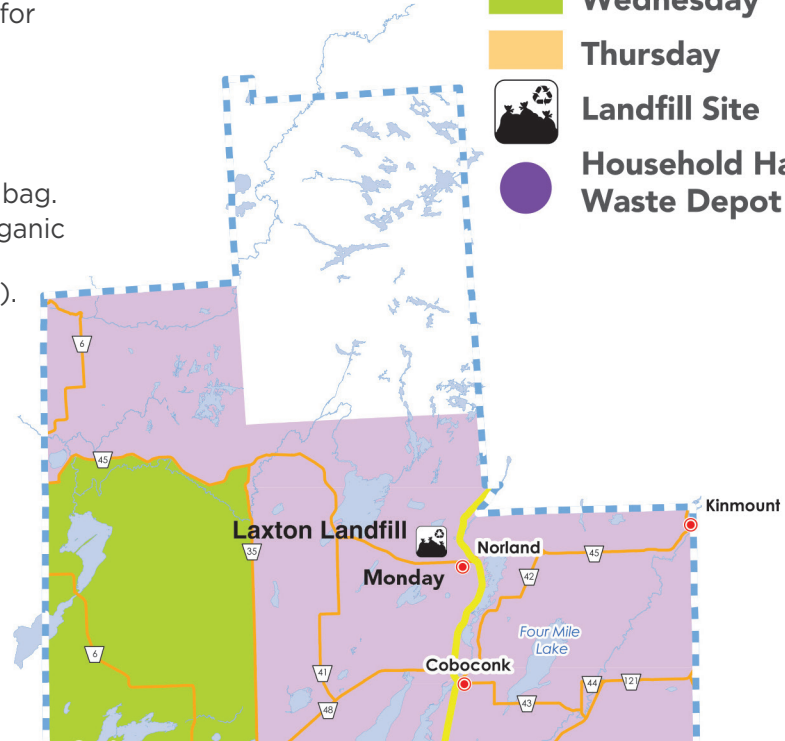 for
bag.
ganic
).
Wednesday
Thursday
Landfill Site
Household Ha
Waste Depot
6
45
Kinmount
Laxton Landfill
35
Norland
45
Monday
42
Four Mile
Lake
6
Coboconk
41
44
121
43
48